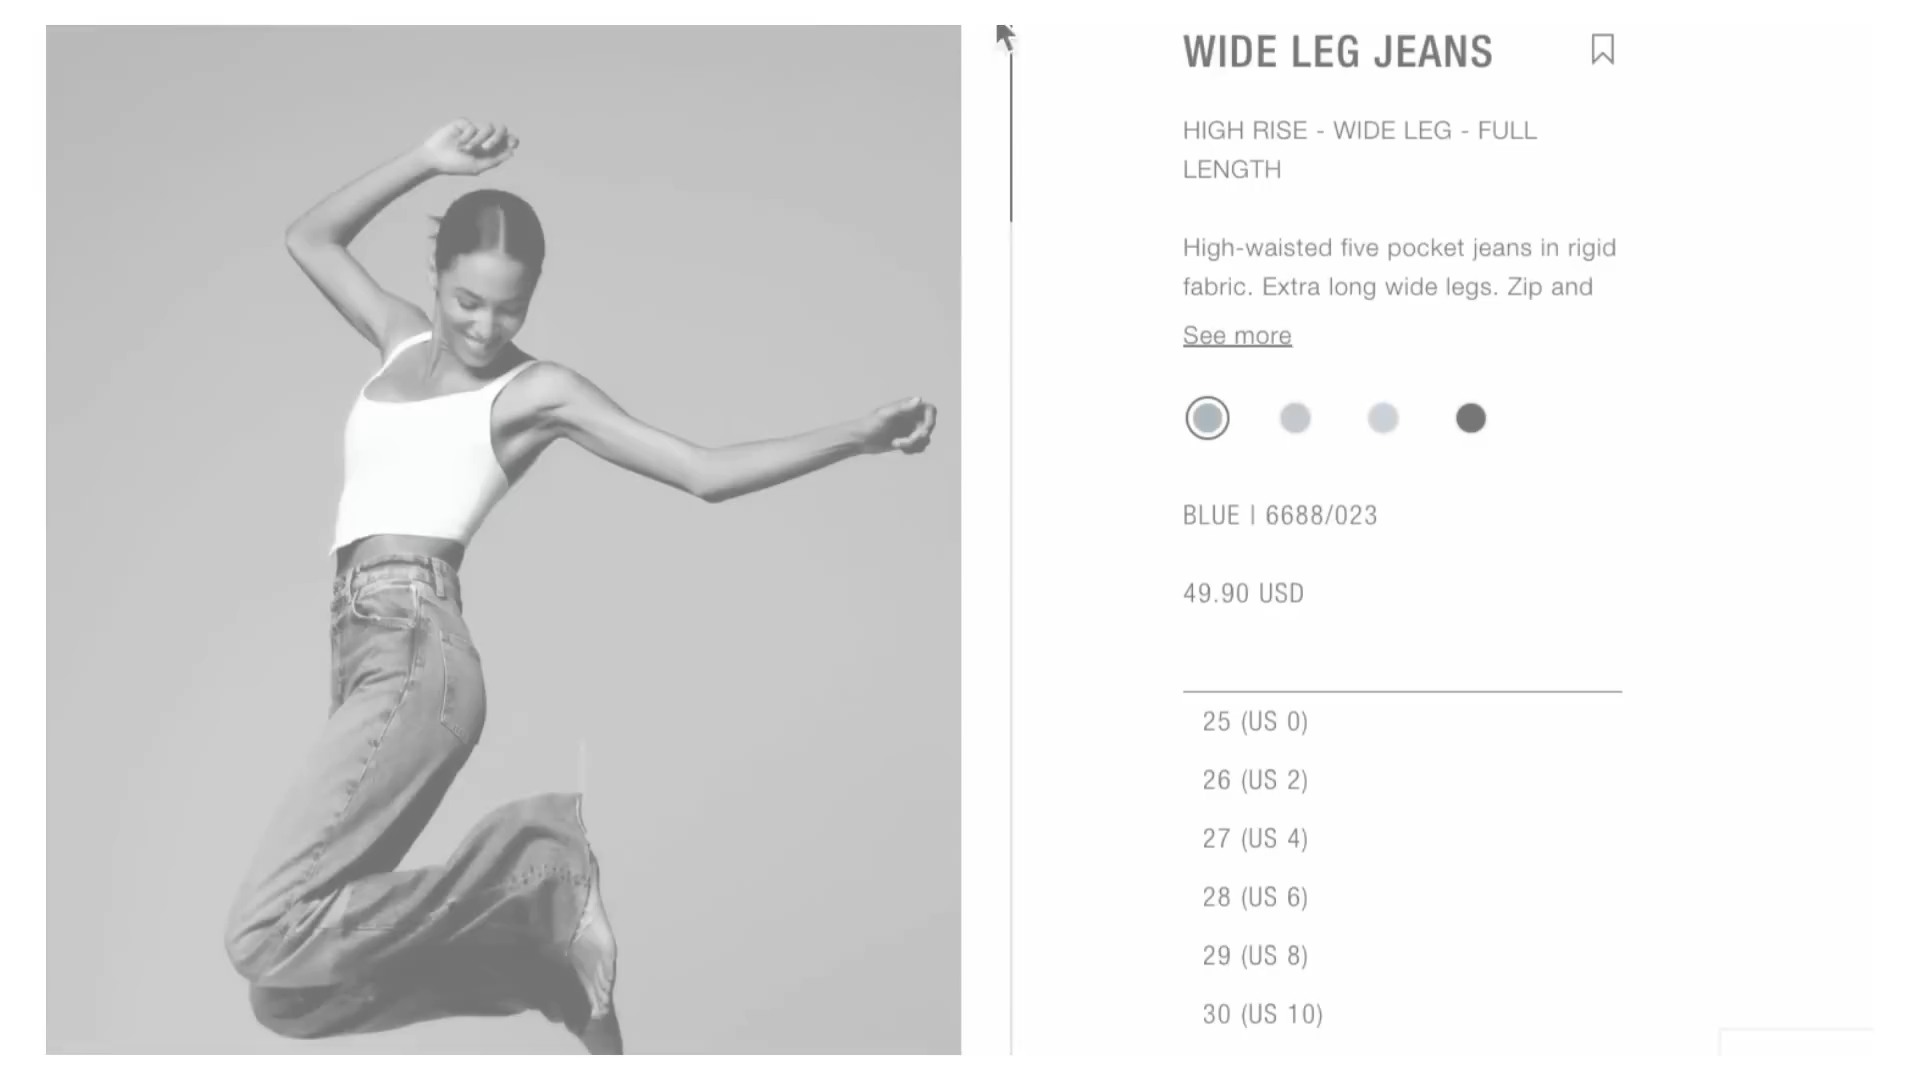 WIDE LEG JEANS
HIGH RISE - WIDE LEG - FULL
LENGTH
High-waisted five pocket jeans in rigid
fabric. Extra long wide legs. Zip and
See more
BLUE | 6688/023
49.90 USD
25 (US 0)
26 (US 2)
27 (US 4)
28 (US 6)
29 (US 8)
30 (US 10)